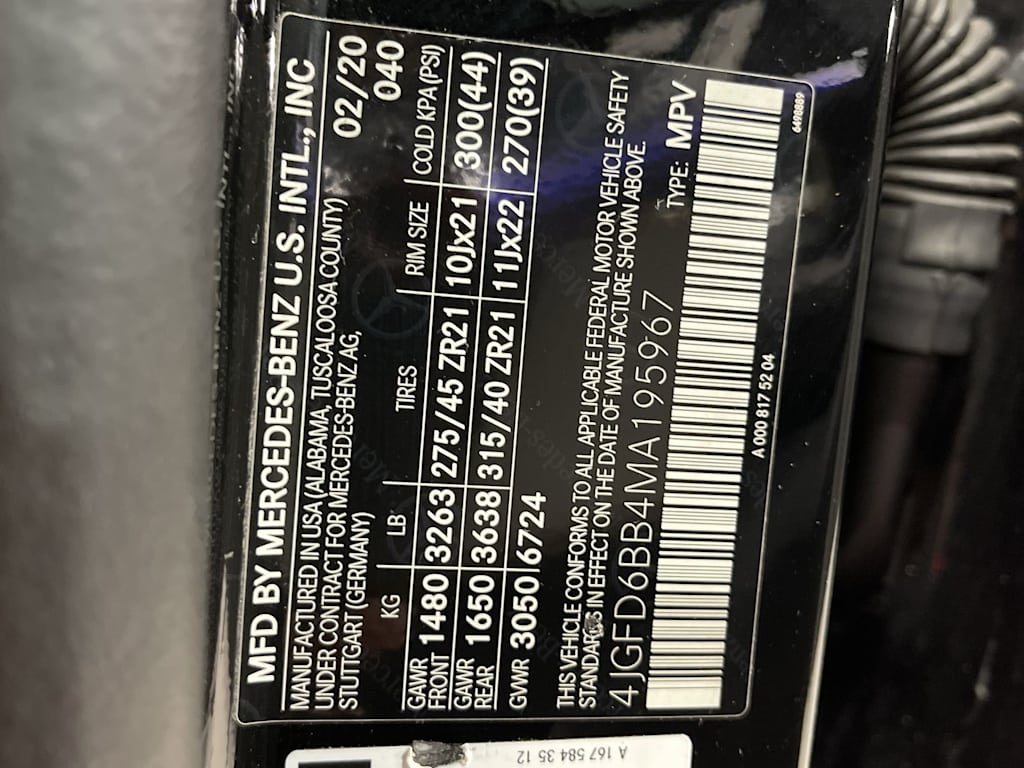 MFD BY MERCEDES-BENZ U.S. INTL., INC
MANUFACTURED IN USA (ALABAMA, TUSCALOOSA COUNTY) 02/20
UNDER CONTRACT FOR MERCEDES-BENZ AG, 040
STUTTGART (GERMANY)
KG LB TIRES RIM SIZE COLD KPA (PSI)
GAWR FRONT 1480 3263 275/45 ZR21 10Jx21 300(44)
GAWR REAR 1650 3638 315/40 ZR21 11Jx22 270(39)
GVWR 3050 6724
THIS VEHICLE CONFORMS TO ALL APPLICABLE FEDERAL MOTOR VEHICLE SAFETY
STANDARDS IN EFFECT ON THE DATE OF MANUFACTURE SHOWN ABOVE.
4JGFD6BB4MA195967 TYPE: MPV
A 000 817 52 04
6498889
A 167 584 35 12